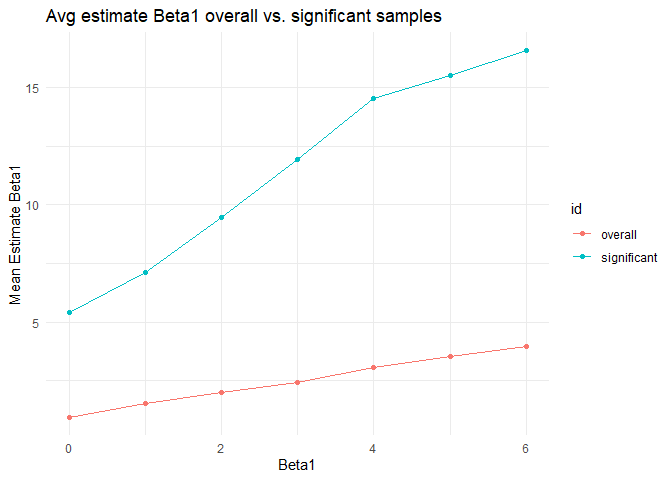 Avg estimate Beta1 overall vs. significant samples
15
10
5
Mean Estimate Beta1
0
2
4
6
Beta1
id
overall
significant